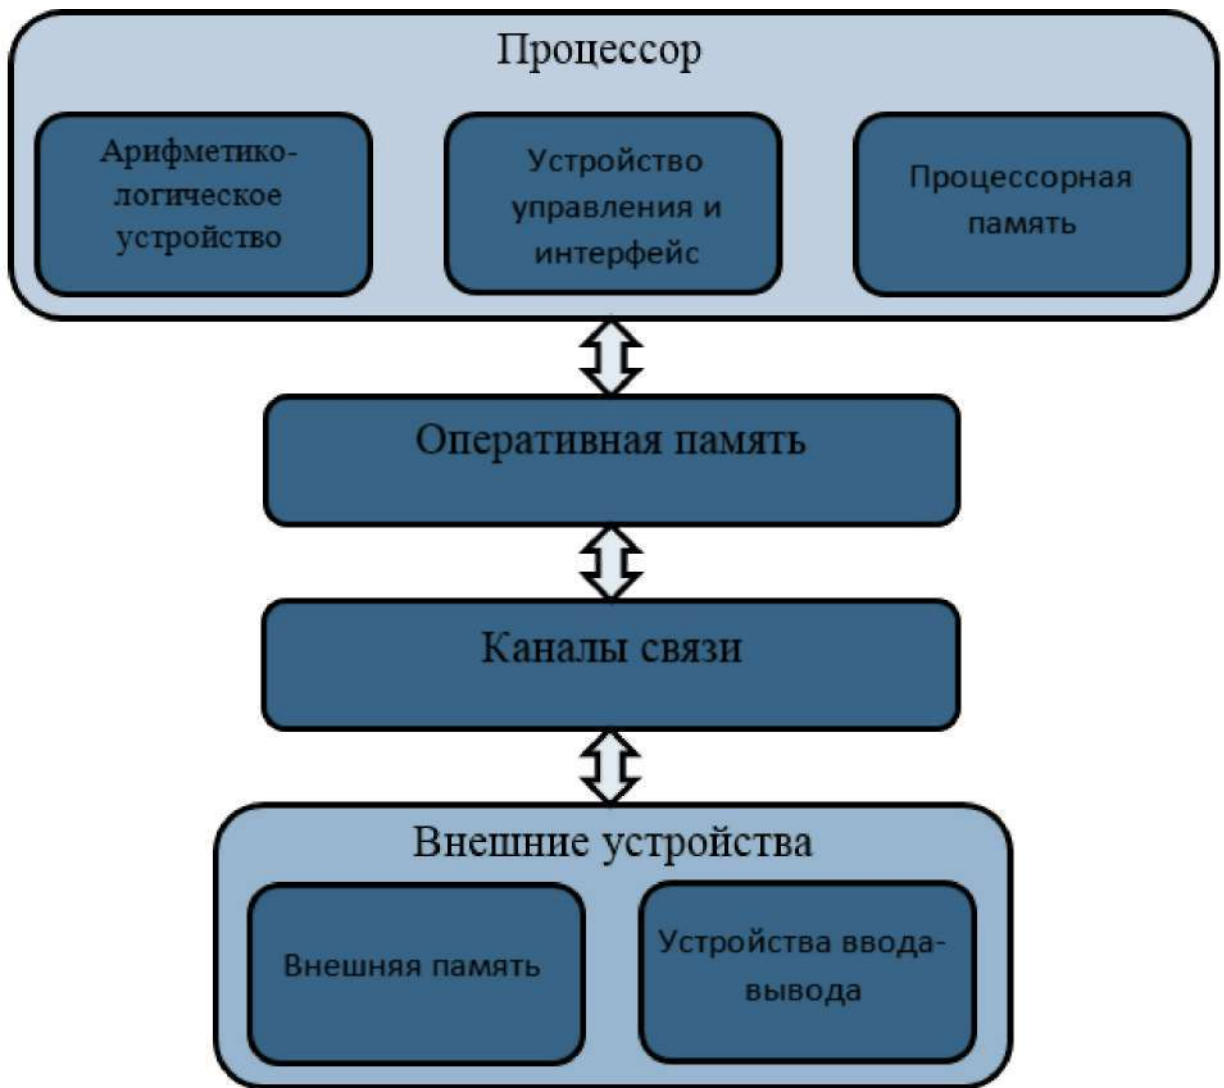 Процессор
Арифметико-
логическое
устройство
Устройство
управления и
интерфейс
Процессорная
память
Оперативная память
Каналы связи
Внешние устройства
Внешняя память
Устройства ввода-
вывода